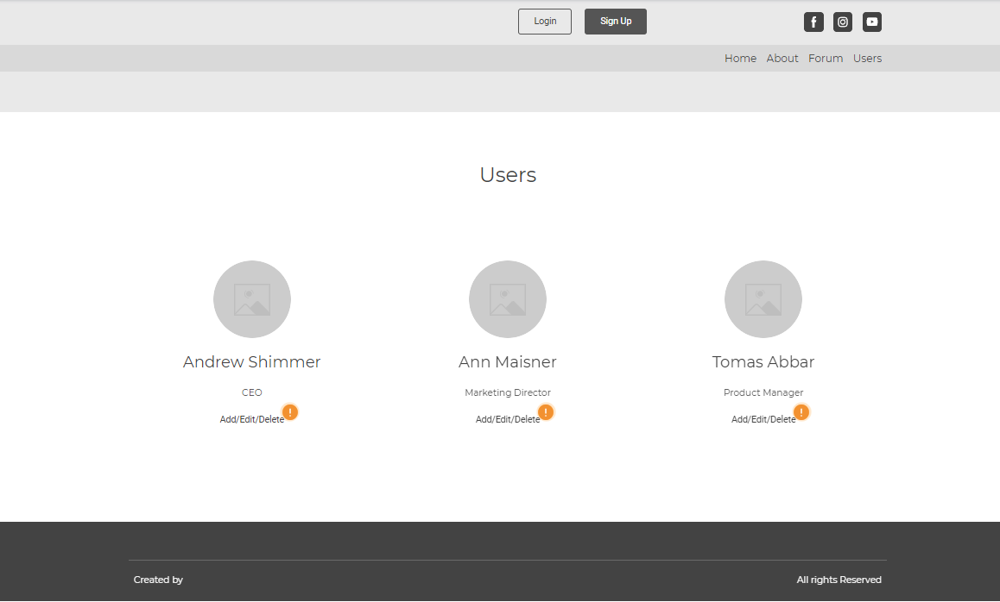 Login Sign Up
Home About Forum Users
Users
Andrew Shimmer Ann Maisner Tomas Abbar
CEO Marketing Director Product Manager
Add/Edit/Delete ! Add/Edit/Delete ! Add/Edit/Delete !
Created by All rights Reserved